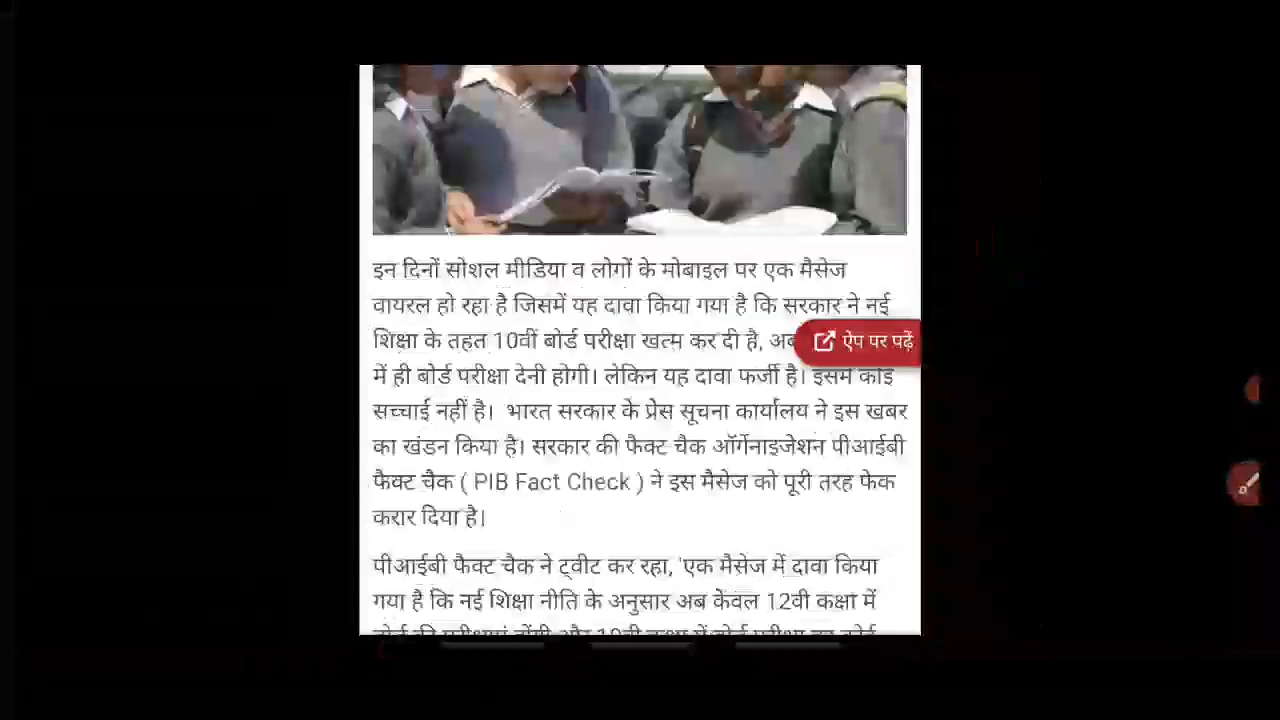 इन दिनों सोशल मीडिया व लोगों के मोबाइल पर एक मैसेज
वायरल हो रहा है जिसमें यह दावा किया गया है कि सरकार ने नई
शिक्षा के तहत 10वीं बोर्ड परीक्षा खत्म कर दी है,
ऐप पर पढ़ें
में ही बोर्ड परीक्षा देनी होगी। लेकिन यह दावा फर्जी है। इसमें कोई
सच्चाई नहीं है। भारत सरकार के प्रेस सूचना कार्यालय ने इस खबर
का खंडन किया है। सरकार की फैक्ट चैक ऑर्गेनाइजेशन पीआईबी
फैक्ट चैक ( PIB Fact Check ) ने इस मैसेज को पूरी तरह फेक
करार दिया है।
पीआईबी फैक्ट चैक ने ट्वीट कर रहा, 'एक मैसेज में दावा किया
गया है कि नई शिक्षा नीति के अनुसार अब केवल 12वी कक्षा में